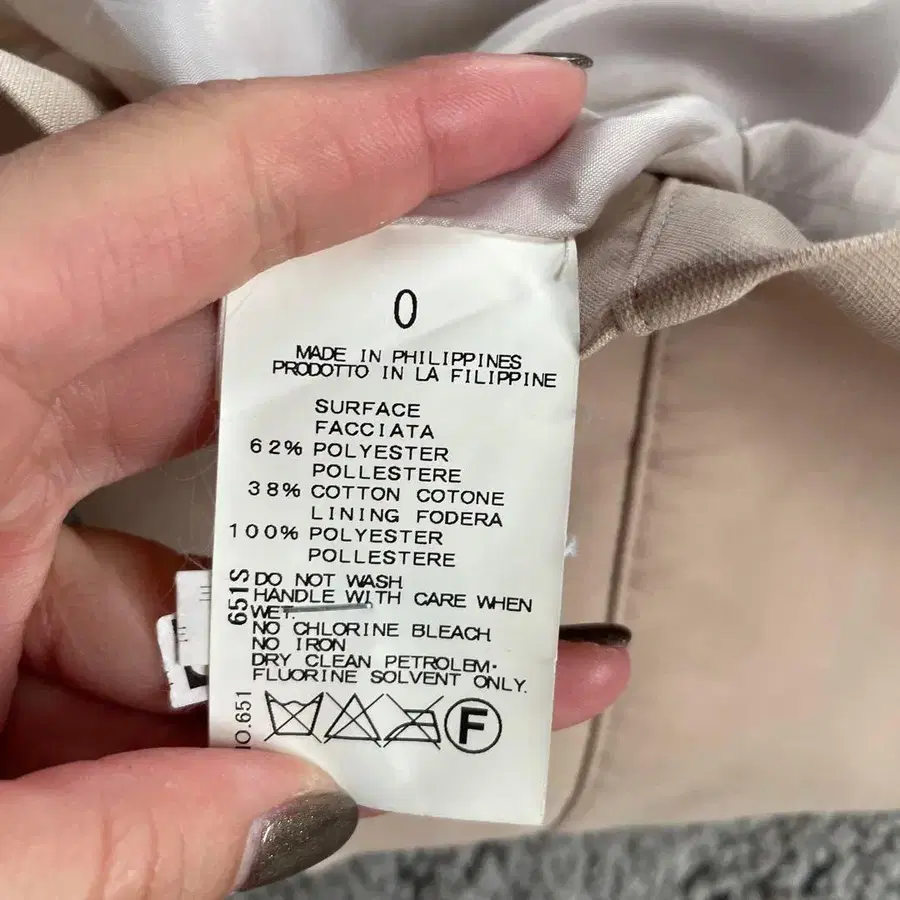 0
MADE IN PHILIPPINES
PRODOTTO IN LA FILIPPINE
SURFACE
FACCIATA
62% POLYESTER
POLLESTERE
38% COTTON COTONE
LINING FODERA
100% POLYESTER
POLLESTERE
DO NOT WASH
HANDLE WITH CARE WHEN
WET.
NO CHLORINE BLEACH
NO IRON
DRY CLEAN PETROLEM·
FLUORINE SOLVENT ONLY.
F
651S
NO.651